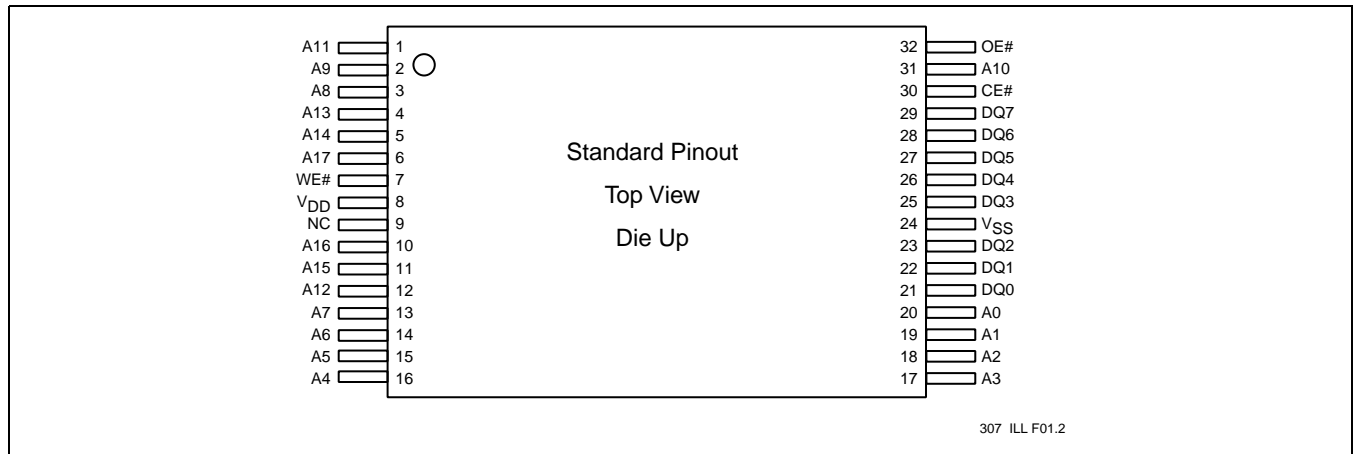 A11 1 32 OE#
A9 2 31 A10
A8 3 30 CE#
A13 4 29 DQ7
A14 5 28 DQ6
A17 6 27 DQ5
WE# 7 26 DQ4
VDD 8 25 DQ3
NC 9 24 VSS
A16 10 23 DQ2
A15 11 22 DQ1
A12 12 21 DQ0
A7 13 20 A0
A6 14 19 A1
A5 15 18 A2
A4 16 17 A3
Standard Pinout
Top View
Die Up
307 ILL F01.2